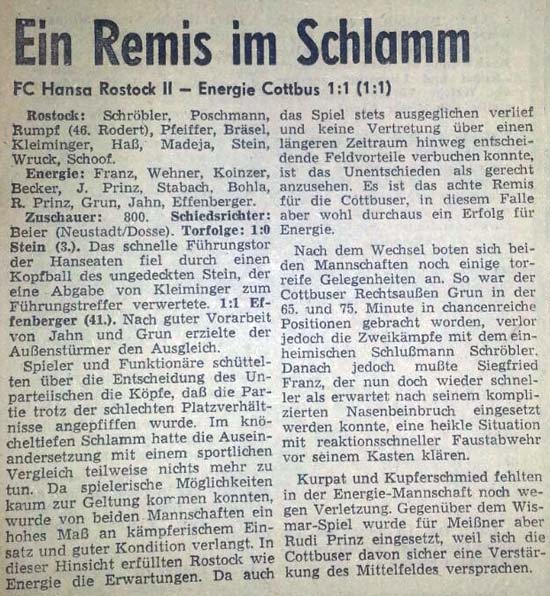 Ein Remis im Schlamm
FC Hansa Rostock II – Energie Cottbus 1:1 (1:1)
Rostock: Schröbler, Poschmann,
Rumpf (46. Rodert), Pfeiffer, Bräsel,
Kleiminger, Haß, Madeja, Stein,
Wruck, Schoof.
Energie: Franz, Wehner, Koinzer,
Becker, J. Prinz, Stabach, Bohla,
R. Prinz, Grun, Jahn, Effenberger.
Zuschauer: 800. Schiedsrichter:
Beier (Neustadt/Dosse). Torfolge: 1:0
Stein (3.). Das schnelle Führungstor
der Hanseaten fiel durch einen
Kopfball des ungedeckten Stein, der
eine Abgabe von Kleiminger zum
Führungstreffer verwertete. 1:1 Ef-
fenberger (41.). Nach guter Vorarbeit
von Jahn und Grun erzielte der
Außenstürmer den Ausgleich.
Spieler und Funktionäre schüttel-
ten über die Entscheidung des Un-
parteiischen die Köpfe, daß die Par-
tie trotz der schlechten Platzverhält-
nisse angepfiffen wurde. Im knö-
cheltiefen Schlamm hatte die Ausein-
andersetzung mit einem sportlichen
Vergleich teilweise nichts mehr zu
tun. Da spielerische Möglichkeiten
kaum zur Geltung kommen konnten,
wurde von beiden Mannschaften ein
hohes Maß an kämpferischem Ein-
satz und guter Kondition verlangt. In
dieser Hinsicht erfüllten Rostock wie
Energie die Erwartungen. Da auch
das Spiel stets ausgeglichen verlief
und keine Vertretung über einen
längeren Zeitraum hinweg entschei-
dende Feldvorteile verbuchen konnte,
ist das Unentschieden als gerecht
anzusehen. Es ist das achte Remis
für die Cottbuser, in diesem Falle
aber wohl durchaus ein Erfolg für
Energie.
Nach dem Wechsel boten sich bei-
den Mannschaften noch einige tor-
reife Gelegenheiten an. So war der
Cottbuser Rechtsaußen Grun in der
65. und 75. Minute in chancenreiche
Positionen gebracht worden, verlor
jedoch die Zweikämpfe mit dem ein-
heimischen Schlußmann Schröbler.
Danach jedoch mußte Siegfried
Franz, der nun doch wieder schnel-
ler als erwartet nach seinem kompli-
zierten Nasenbeinbruch eingesetzt
werden konnte, eine heikle Situation
mit reaktionsschneller Faustabwehr
vor seinem Kasten klären.
Kurpat und Kupferschmied fehlten
in der Energie-Mannschaft noch we-
gen Verletzung. Gegenüber dem Wis-
mar-Spiel wurde für Meißner aber
Rudi Prinz eingesetzt, weil sich die
Cottbuser davon sicher eine Verstär-
kung des Mittelfeldes versprachen.